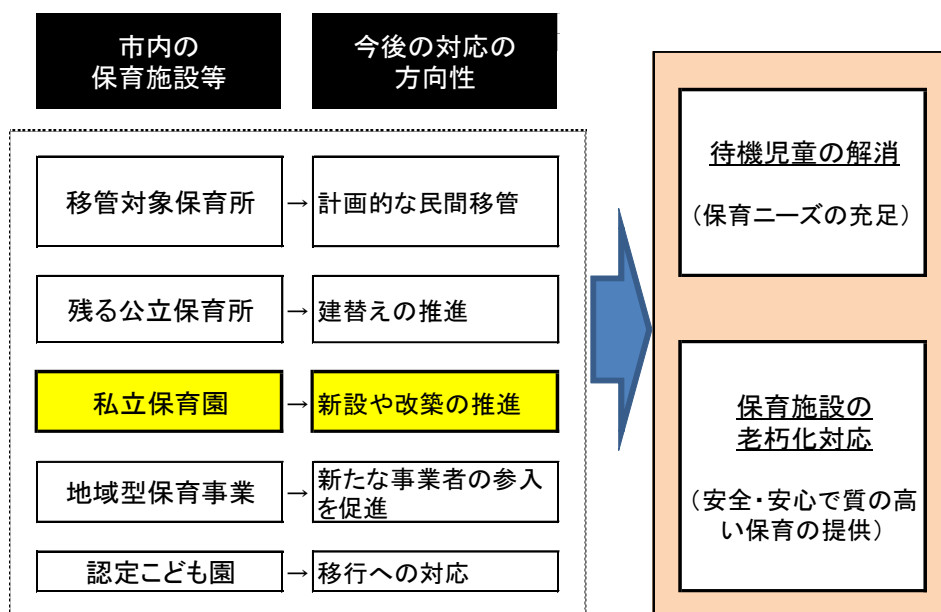 市内の
保育施設等
今後の対応の
方向性
移管対象保育所
→
計画的な民間移管
残る公立保育所
→
建替えの推進
私立保育園
→
新設や改築の推進
地域型保育事業
→
新たな事業者の参入
を促進
認定こども園
→
移行への対応
待機児童の解消
（保育ニーズの充足）
保育施設の
老朽化対応
（安全・安心で質の高
い保育の提供）